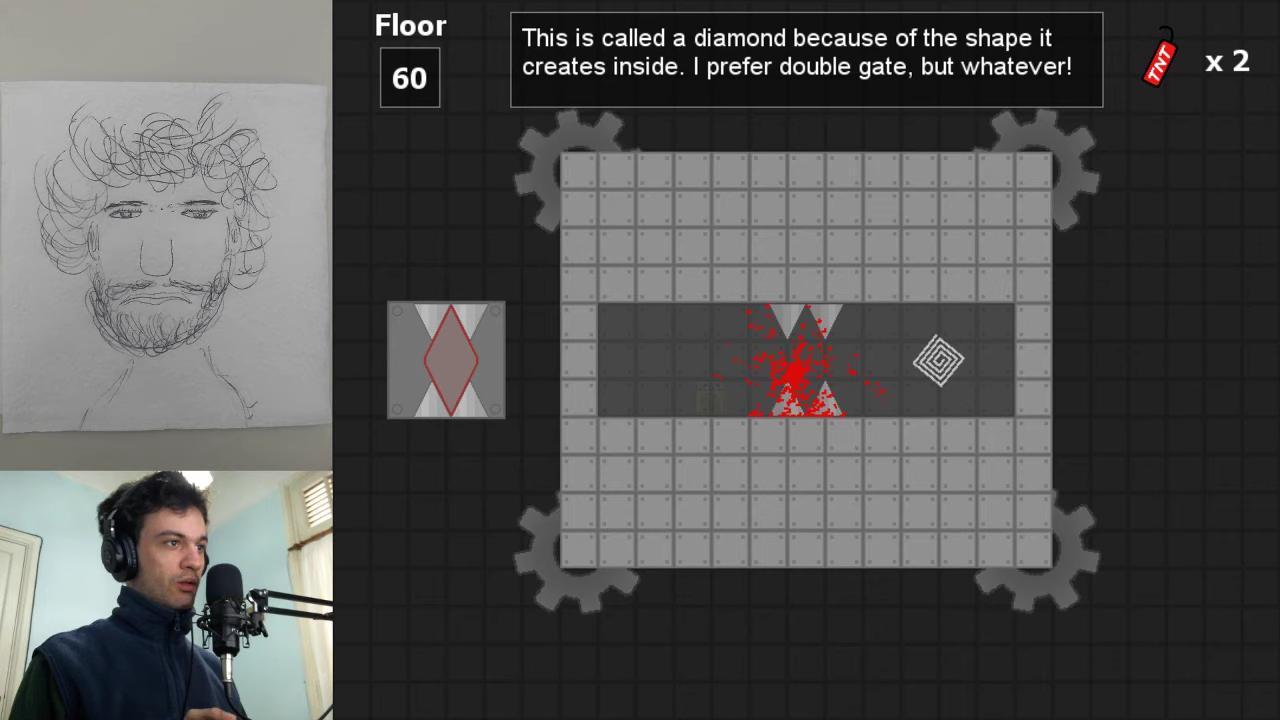 Floor
60
This is called a diamond because of the shape it
creates inside. I prefer double gate, but whatever!
TNT
x 2